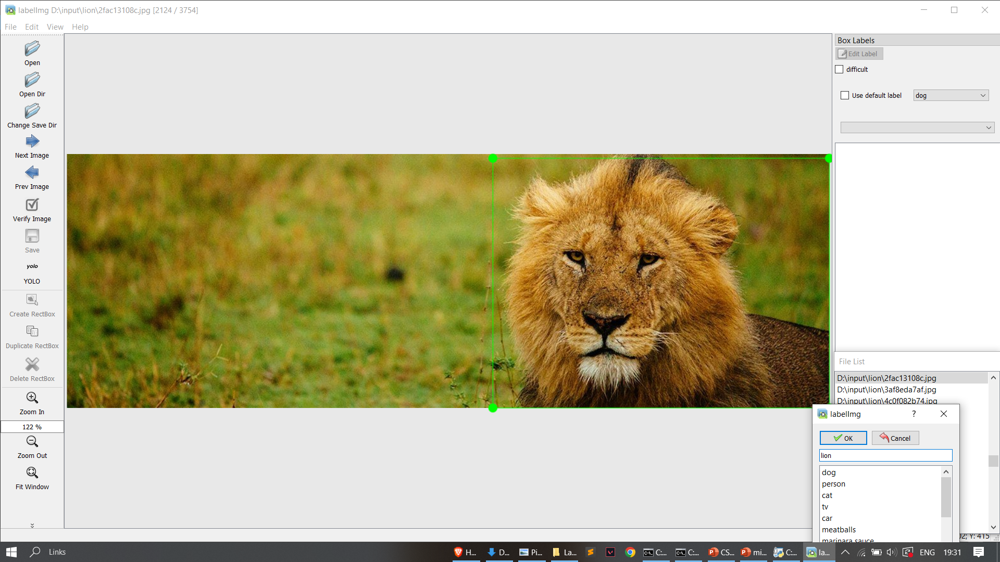 labelImg D:\input\lion\2fac13108c.jpg [2124 / 3754]
File Edit View Help
Open
Open Dir
Change Save Dir
Next Image
Prev Image
Verify Image
Save
yolo
YOLO
Create RectBox
Duplicate RectBox
Delete RectBox
Zoom In
122 %
Zoom Out
Fit Window
Box Labels
Edit Label
difficult
Use default label dog
File List
D:\input\lion\2fac13108c.jpg
D:\input\lion\3af8eda7af.jpg
D:\input\lion\4c0f082b74.jpg
labelImg ?
OK Cancel
lion
dog
person
cat
tv
car
meatballs
marinara sauce
02; Y: 415
Links H... D... Pi... La... C:... C:... CS... mi... C:... la... ENG 19:31